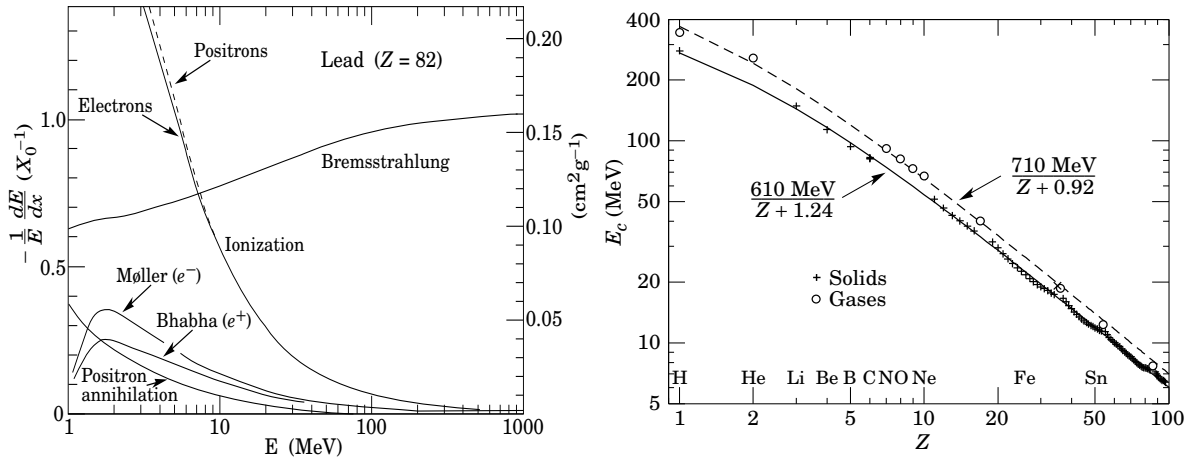 Positrons
Lead (Z = 82)
Electrons
Bremsstrahlung
Ionization
Møller (e−)
Bhabha (e+)
Positron
annihilation
−1/E dE/dx (X0−1)
1.0
0.5
0
(cm2g−1)
0.20
0.15
0.10
0.05
1
10
100
1000
E (MeV)
400
200
100
50
20
10
5
Ec (MeV)
710 MeV
Z + 0.92
610 MeV
Z + 1.24
+ Solids
○ Gases
H He Li Be B C N O Ne Fe Sn
1 2 5 10 20 50 100
Z